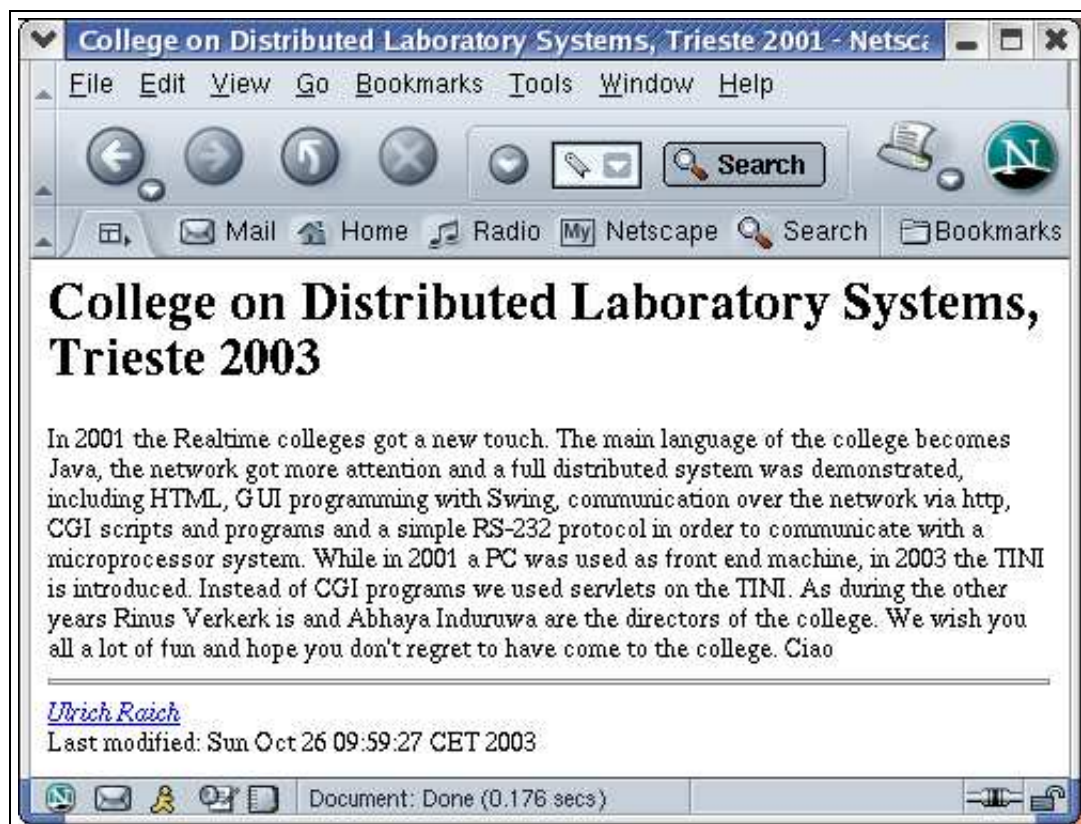 College on Distributed Laboratory Systems, Trieste 2001 - Netsca
File Edit View Go Bookmarks Tools Window Help
Search
N
Mail Home Radio My Netscape Search Bookmarks
College on Distributed Laboratory Systems,
Trieste 2003
In 2001 the Realtime colleges got a new touch. The main language of the college becomes
Java, the network got more attention and a full distributed system was demonstrated,
including HTML, GUI programming with Swing, communication over the network via http,
CGI scripts and programs and a simple RS-232 protocol in order to communicate with a
microprocessor system. While in 2001 a PC was used as front end machine, in 2003 the TINI
is introduced. Instead of CGI programs we used servlets on the TINI. As during the other
years Rinus Verkerk is and Abhaya Induruwa are the directors of the college. We wish you
all a lot of fun and hope you don't regret to have come to the college. Ciao
Ulrich Raich
Last modified: Sun Oct 26 09:59:27 CET 2003
Document: Done (0.176 secs)